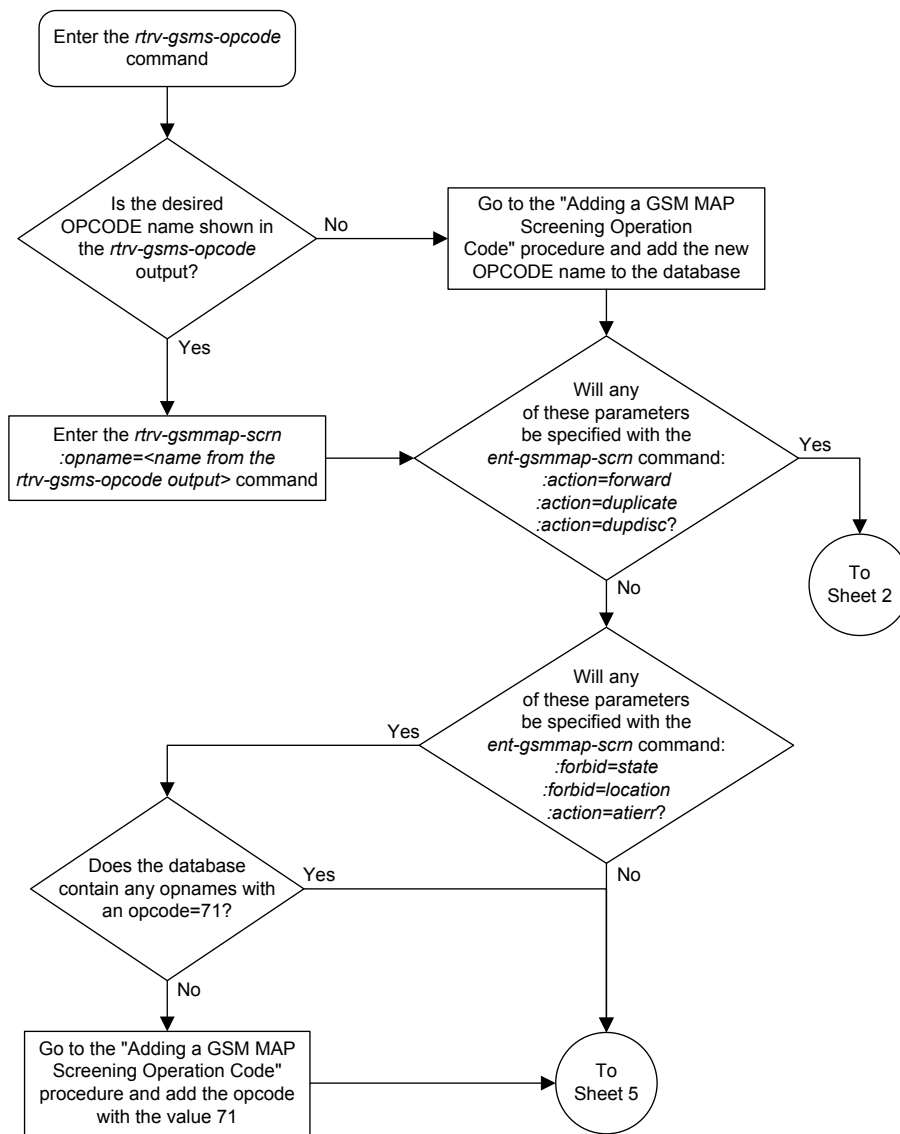 Enter the rtrv-gsms-opcode
command
Is the desired
OPCODE name shown in
the rtrv-gsms-opcode
output?
No
Yes
Go to the "Adding a GSM MAP
Screening Operation
Code" procedure and add the new
OPCODE name to the database
Enter the rtrv-gsmmap-scrn
:opname=<name from the
rtrv-gsms-opcode output> command
Will any
of these parameters
be specified with the
ent-gsmmap-scrn command:
:action=forward
:action=duplicate
:action=dupdisc?
Yes
No
To
Sheet 2
Will any
of these parameters
be specified with the
ent-gsmmap-scrn command:
:forbid=state
:forbid=location
:action=atierr?
Yes
No
Does the database
contain any opnames with
an opcode=71?
Yes
No
Go to the "Adding a GSM MAP
Screening Operation Code"
procedure and add the opcode
with the value 71
To
Sheet 5